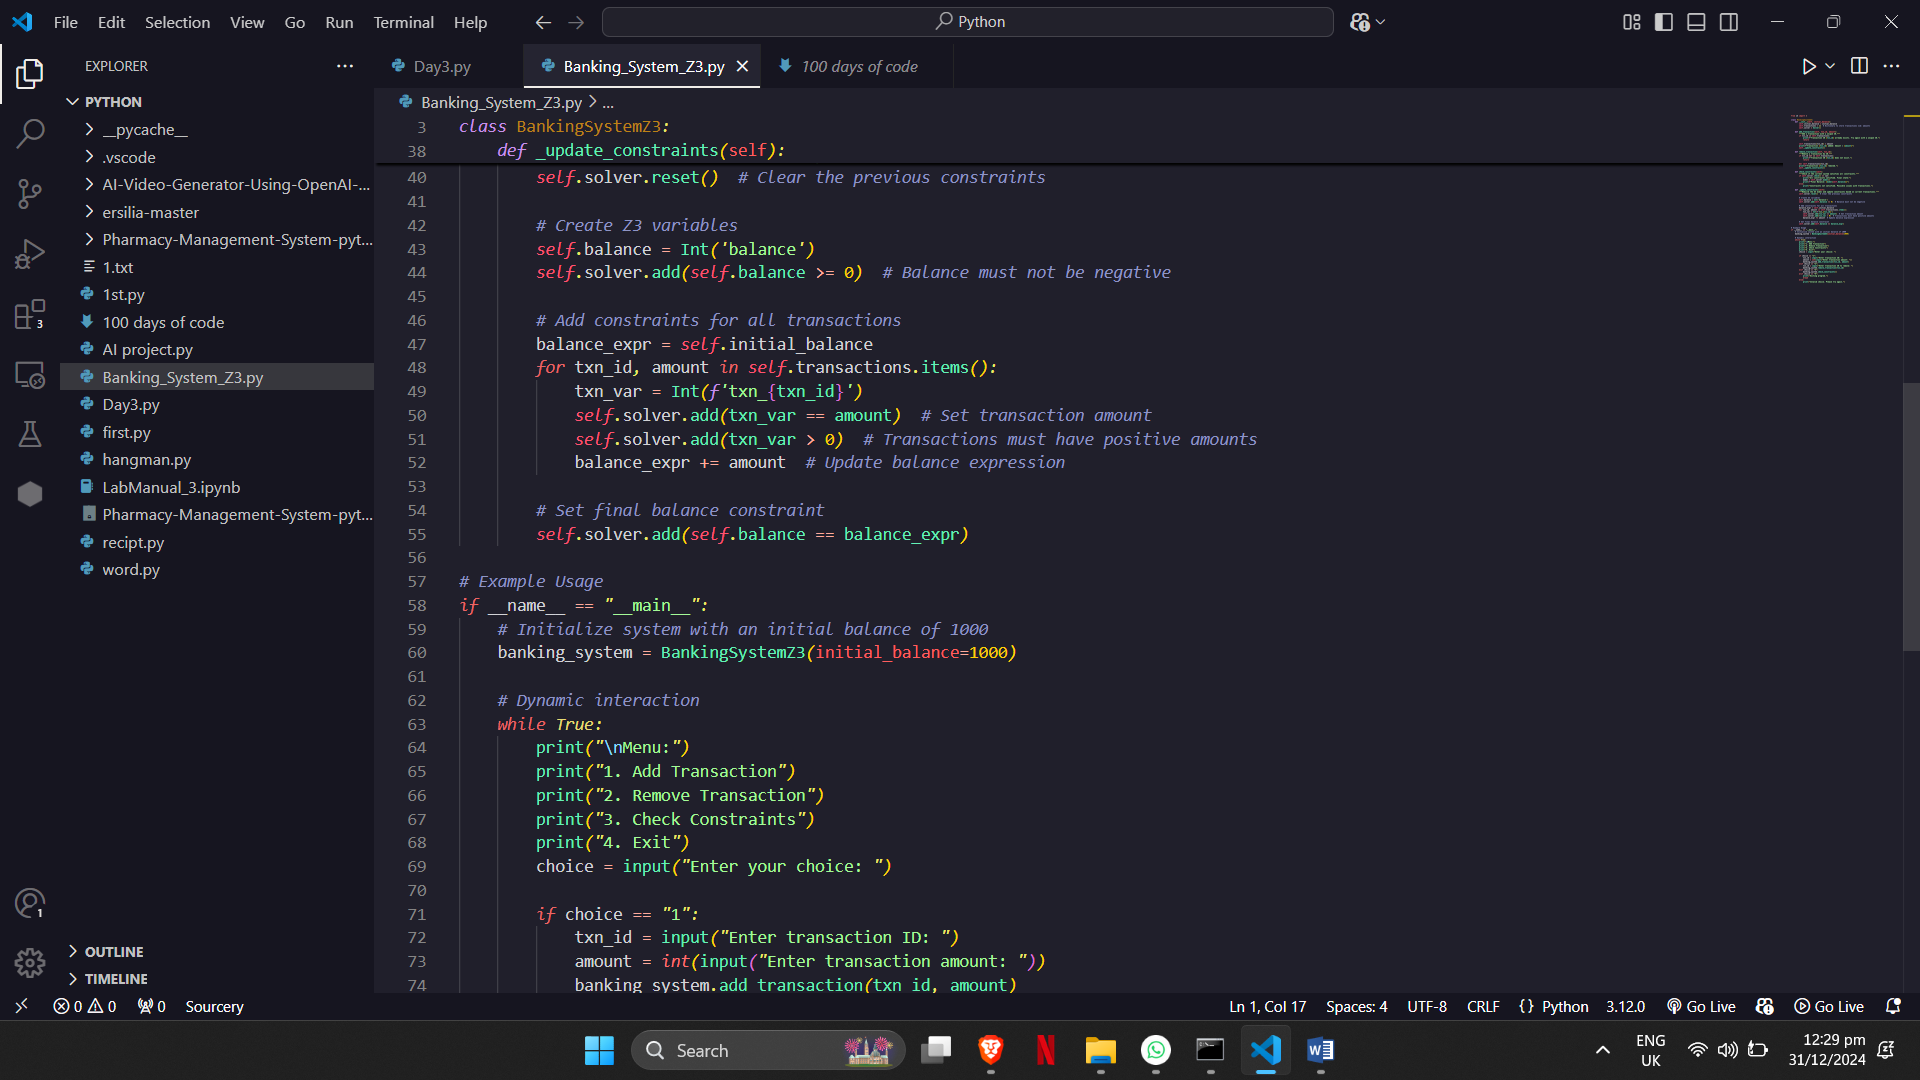 File Edit Selection View Go Run Terminal Help
Python
EXPLORER
Day3.py
Banking_System_Z3.py
100 days of code
PYTHON
__pycache__
.vscode
AI-Video-Generator-Using-OpenAI-...
ersilia-master
Pharmacy-Management-System-pyt...
1.txt
1st.py
100 days of code
AI project.py
Banking_System_Z3.py
Day3.py
first.py
hangman.py
LabManual_3.ipynb
Pharmacy-Management-System-pyt...
recipt.py
word.py
OUTLINE
TIMELINE
3
1
Banking_System_Z3.py > ...
3 class BankingSystemZ3:
38 def _update_constraints(self):
40 self.solver.reset()  # Clear the previous constraints
41
42 # Create Z3 variables
43 self.balance = Int('balance')
44 self.solver.add(self.balance >= 0)  # Balance must not be negative
45
46 # Add constraints for all transactions
47 balance_expr = self.initial_balance
48 for txn_id, amount in self.transactions.items():
49 txn_var = Int(f'txn_{txn_id}')
50 self.solver.add(txn_var == amount)  # Set transaction amount
51 self.solver.add(txn_var > 0)  # Transactions must have positive amounts
52 balance_expr += amount  # Update balance expression
53
54 # Set final balance constraint
55 self.solver.add(self.balance == balance_expr)
56
57 # Example Usage
58 if __name__ == "__main__":
59 # Initialize system with an initial balance of 1000
60 banking_system = BankingSystemZ3(initial_balance=1000)
61
62 # Dynamic interaction
63 while True:
64 print("\nMenu:")
65 print("1. Add Transaction")
66 print("2. Remove Transaction")
67 print("3. Check Constraints")
68 print("4. Exit")
69 choice = input("Enter your choice: ")
70
71 if choice == "1":
72 txn_id = input("Enter transaction ID: ")
73 amount = int(input("Enter transaction amount: "))
74 banking_system.add_transaction(txn_id, amount)
0 0 0 Sourcery
Ln 1, Col 17 Spaces: 4 UTF-8 CRLF {} Python 3.12.0 Go Live Go Live
Search
ENG
UK
12:29 pm
31/12/2024